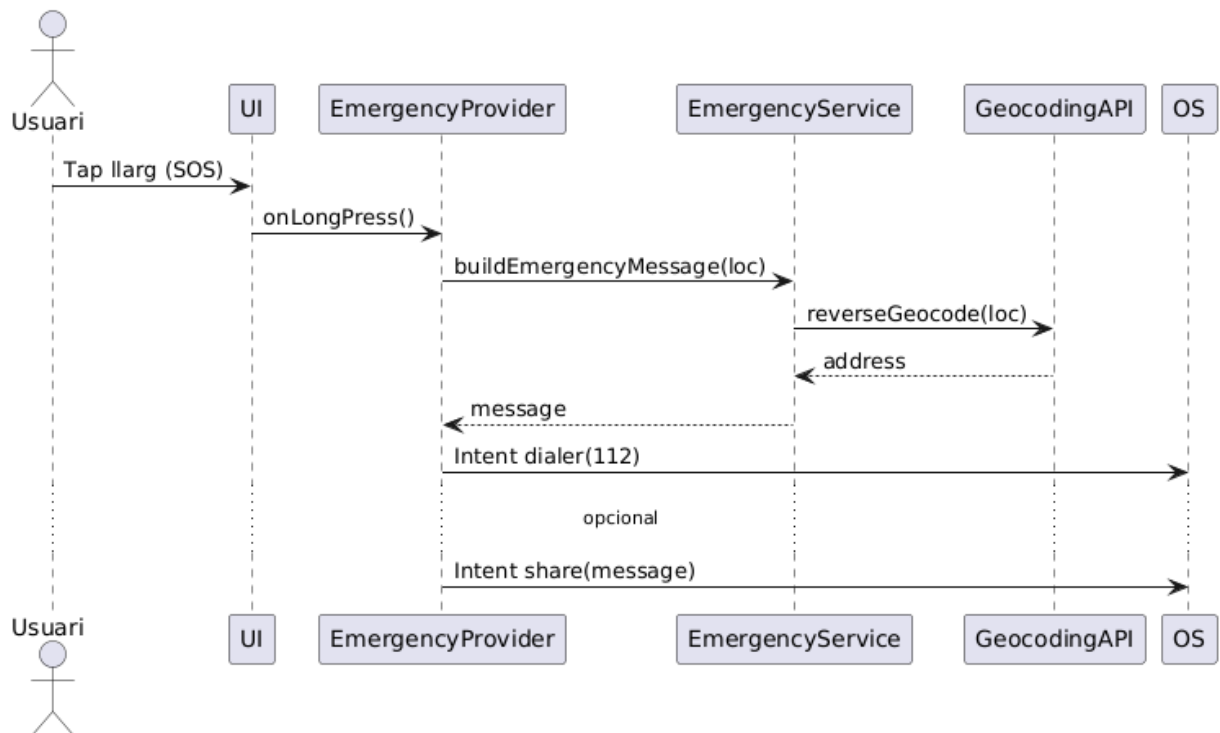 Usuari
UI
EmergencyProvider
EmergencyService
GeocodingAPI
OS
Tap llarg (SOS)
onLongPress()
buildEmergencyMessage(loc)
reverseGeocode(loc)
address
message
Intent dialer(112)
opcional
Intent share(message)
Usuari
UI
EmergencyProvider
EmergencyService
GeocodingAPI
OS